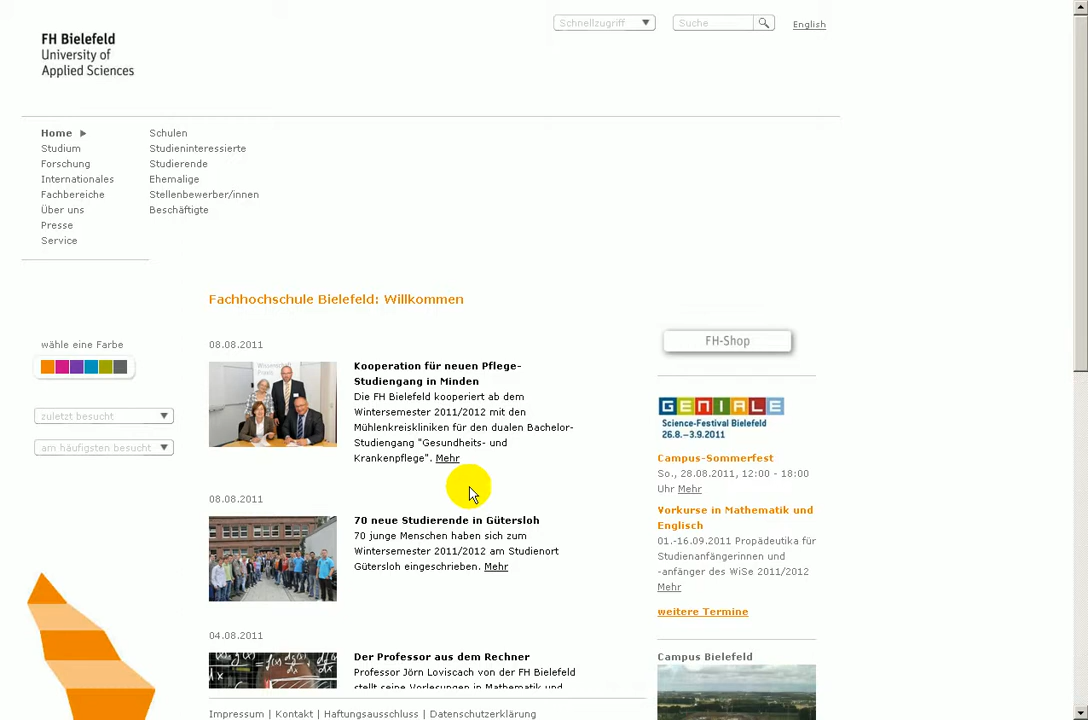 Schnellzugriff
Suche
English
FH Bielefeld
University of
Applied Sciences
Home
Studium
Forschung
Internationales
Fachbereiche
Über uns
Presse
Service
Schulen
Studieninteressierte
Studierende
Ehemalige
Stellenbewerber/innen
Beschäftigte
wähle eine Farbe
zuletzt besucht
am häufigsten besucht
Fachhochschule Bielefeld: Willkommen
08.08.2011
Kooperation für neuen Pflege-
Studiengang in Minden
Die FH Bielefeld kooperiert ab dem
Wintersemester 2011/2012 mit den
Mühlenkreiskliniken für den dualen Bachelor-
Studiengang "Gesundheits- und
Krankenpflege". Mehr
08.08.2011
70 neue Studierende in Gütersloh
70 junge Menschen haben sich zum
Wintersemester 2011/2012 am Studienort
Gütersloh eingeschrieben. Mehr
04.08.2011
Der Professor aus dem Rechner
Professor Jörn Loviscach von der FH Bielefeld
stellt seine Vorlesungen in Mathematik und
FH-Shop
GENIALE
Science-Festival Bielefeld
26.8.–3.9.2011
Campus-Sommerfest
So., 28.08.2011, 12:00 - 18:00
Uhr Mehr
Vorkurse in Mathematik und
Englisch
01.-16.09.2011 Propädeutika für
Studienanfängerinnen und
-anfänger des WiSe 2011/2012
Mehr
weitere Termine
Campus Bielefeld
Impressum | Kontakt | Haftungsausschluss | Datenschutzerklärung